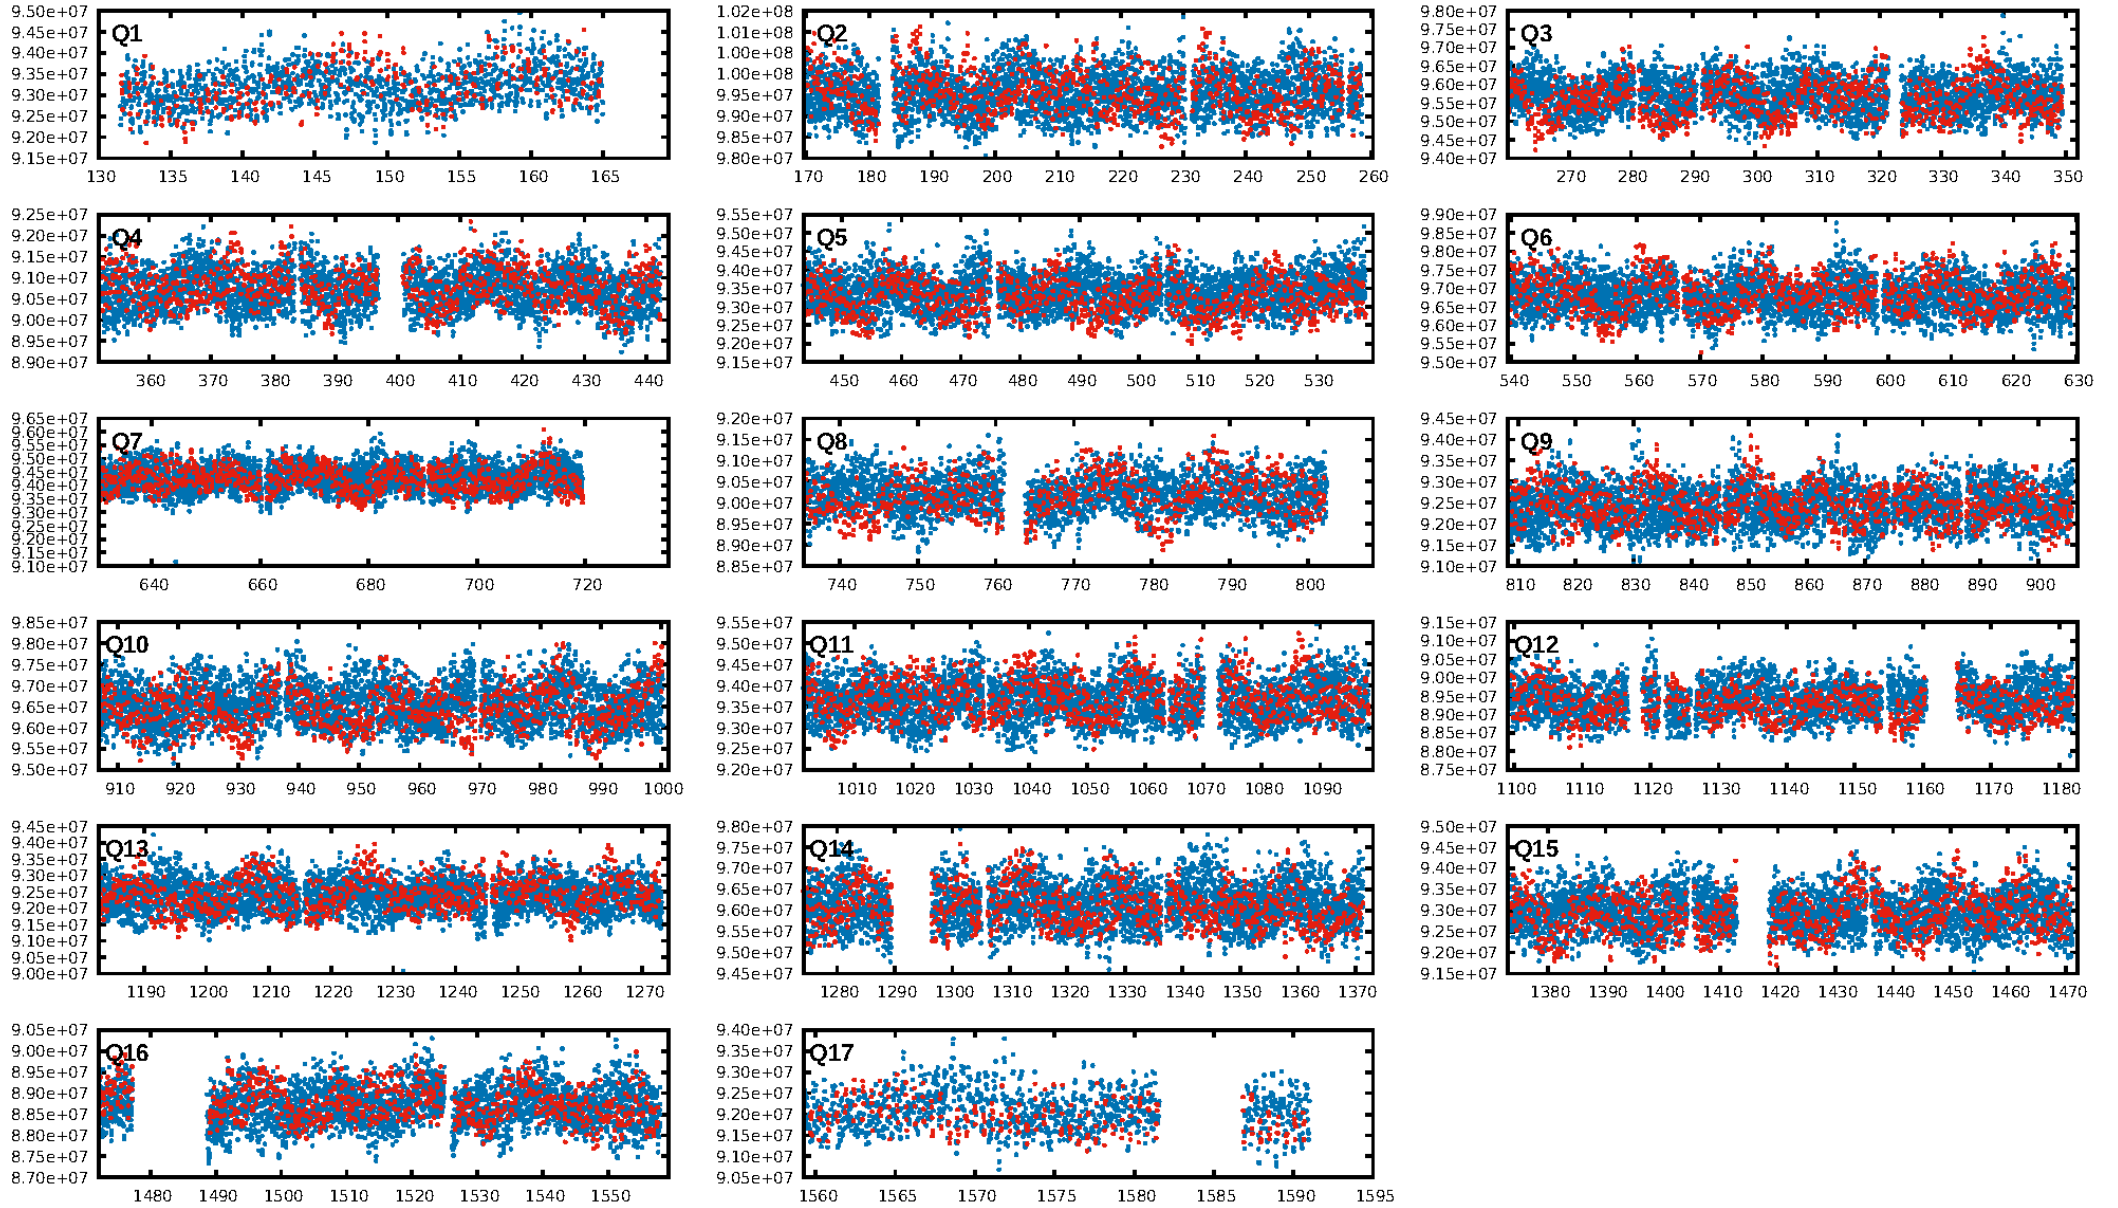 9.50e+07
9.45e+07
9.40e+07
9.35e+07
9.30e+07
9.25e+07
9.20e+07
9.15e+07
Q1
130 135 140 145 150 155 160 165
1.02e+08
1.01e+08
1.00e+08
1.00e+08
9.95e+07
9.90e+07
9.85e+07
9.80e+07
Q2
170 180 190 200 210 220 230 240 250 260
9.80e+07
9.75e+07
9.70e+07
9.65e+07
9.60e+07
9.55e+07
9.50e+07
9.45e+07
9.40e+07
Q3
270 280 290 300 310 320 330 340 350
9.25e+07
9.20e+07
9.15e+07
9.10e+07
9.05e+07
9.00e+07
8.95e+07
8.90e+07
Q4
360 370 380 390 400 410 420 430 440
9.55e+07
9.50e+07
9.45e+07
9.40e+07
9.35e+07
9.30e+07
9.25e+07
9.20e+07
9.15e+07
Q5
450 460 470 480 490 500 510 520 530
9.90e+07
9.85e+07
9.80e+07
9.75e+07
9.70e+07
9.65e+07
9.60e+07
9.55e+07
9.50e+07
Q6
540 550 560 570 580 590 600 610 620 630
9.65e+07
9.60e+07
9.55e+07
9.50e+07
9.45e+07
9.40e+07
9.35e+07
9.30e+07
9.25e+07
9.20e+07
9.15e+07
9.10e+07
Q7
640 660 680 700 720
9.20e+07
9.15e+07
9.10e+07
9.05e+07
9.00e+07
8.95e+07
8.90e+07
8.85e+07
Q8
740 750 760 770 780 790 800
9.45e+07
9.40e+07
9.35e+07
9.30e+07
9.25e+07
9.20e+07
9.15e+07
9.10e+07
Q9
810 820 830 840 850 860 870 880 890 900
9.85e+07
9.80e+07
9.75e+07
9.70e+07
9.65e+07
9.60e+07
9.55e+07
9.50e+07
Q10
910 920 930 940 950 960 970 980 990 1000
9.55e+07
9.50e+07
9.45e+07
9.40e+07
9.35e+07
9.30e+07
9.25e+07
9.20e+07
Q11
1010 1020 1030 1040 1050 1060 1070 1080 1090
9.15e+07
9.10e+07
9.05e+07
9.00e+07
8.95e+07
8.90e+07
8.85e+07
8.80e+07
8.75e+07
Q12
1100 1110 1120 1130 1140 1150 1160 1170 1180
9.45e+07
9.40e+07
9.35e+07
9.30e+07
9.25e+07
9.20e+07
9.15e+07
9.10e+07
9.05e+07
9.00e+07
Q13
1190 1200 1210 1220 1230 1240 1250 1260 1270
9.80e+07
9.75e+07
9.70e+07
9.65e+07
9.60e+07
9.55e+07
9.50e+07
9.45e+07
Q14
1280 1290 1300 1310 1320 1330 1340 1350 1360 1370
9.50e+07
9.45e+07
9.40e+07
9.35e+07
9.30e+07
9.25e+07
9.20e+07
9.15e+07
Q15
1380 1390 1400 1410 1420 1430 1440 1450 1460 1470
9.05e+07
9.00e+07
8.95e+07
8.90e+07
8.85e+07
8.80e+07
8.75e+07
8.70e+07
Q16
1480 1490 1500 1510 1520 1530 1540 1550
9.40e+07
9.35e+07
9.30e+07
9.25e+07
9.20e+07
9.15e+07
9.10e+07
9.05e+07
Q17
1560 1565 1570 1575 1580 1585 1590 1595